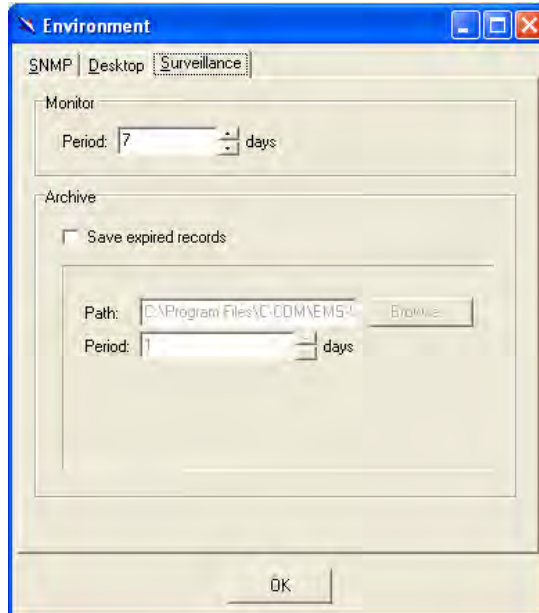 Environment
SNMP Desktop Surveillance
Monitor
Period: 7 days
Archive
Save expired records
Path: C:\Program Files\C-COM\EMS- Browse...
Period: 1 days
OK